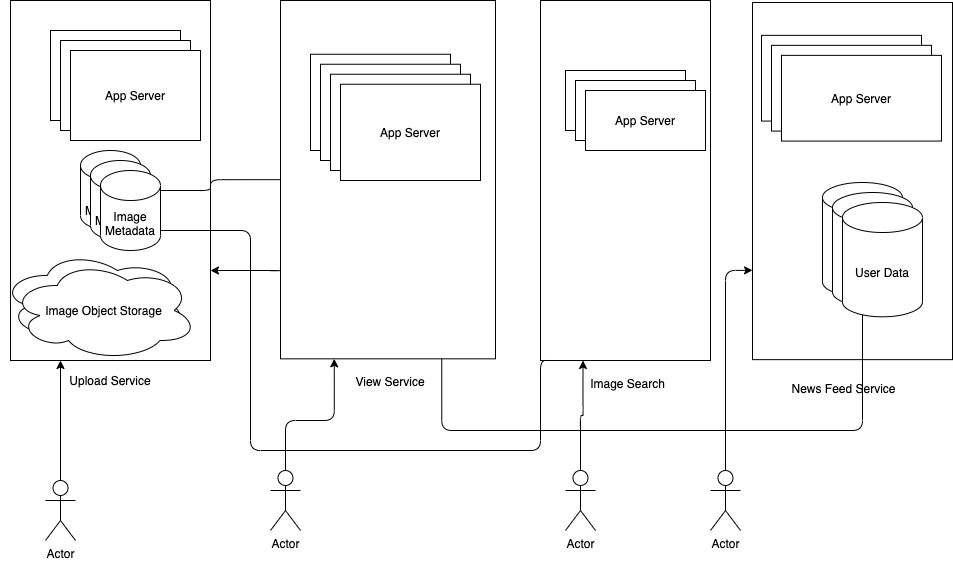 App Server
App Server
App Server
App Server
M
M
Image
Metadata
User Data
Image Object Storage
Upload Service
View Service
Image Search
News Feed Service
Actor
Actor
Actor
Actor